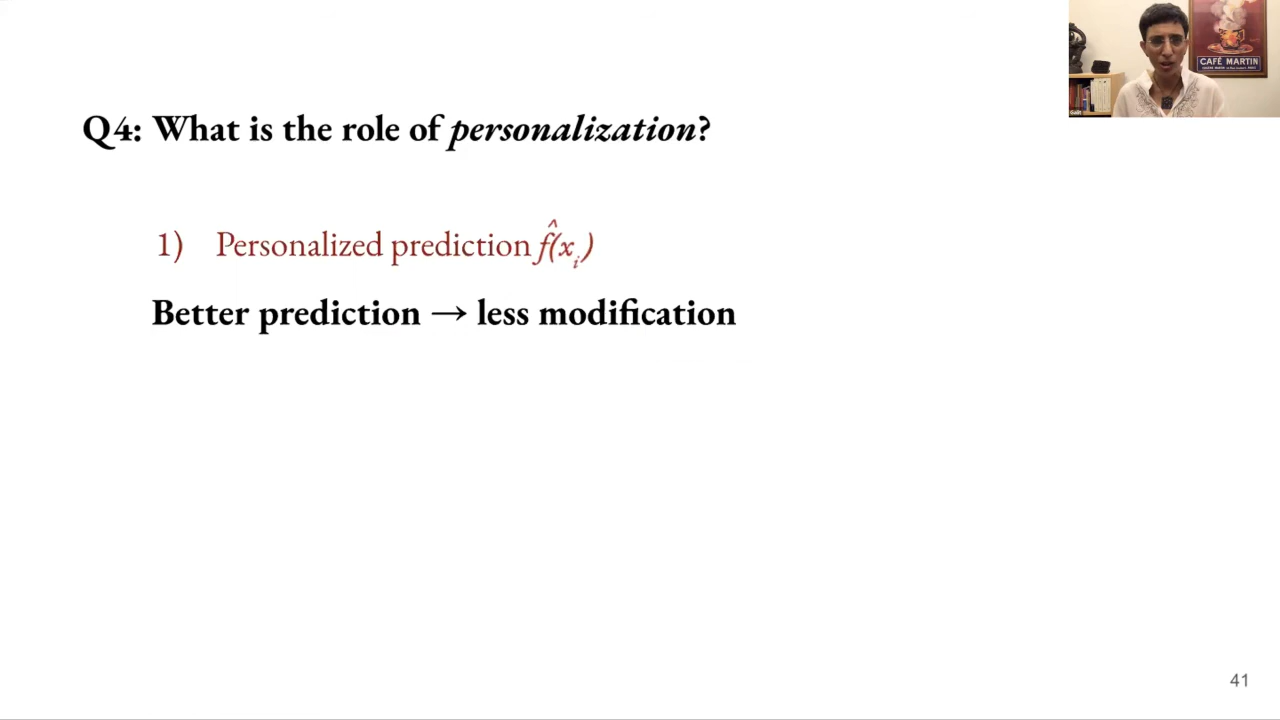 Q4: What is the role of personalization?
1) Personalized prediction f̂(xᵢ)
Better prediction → less modification
CAFÉ MARTIN
41